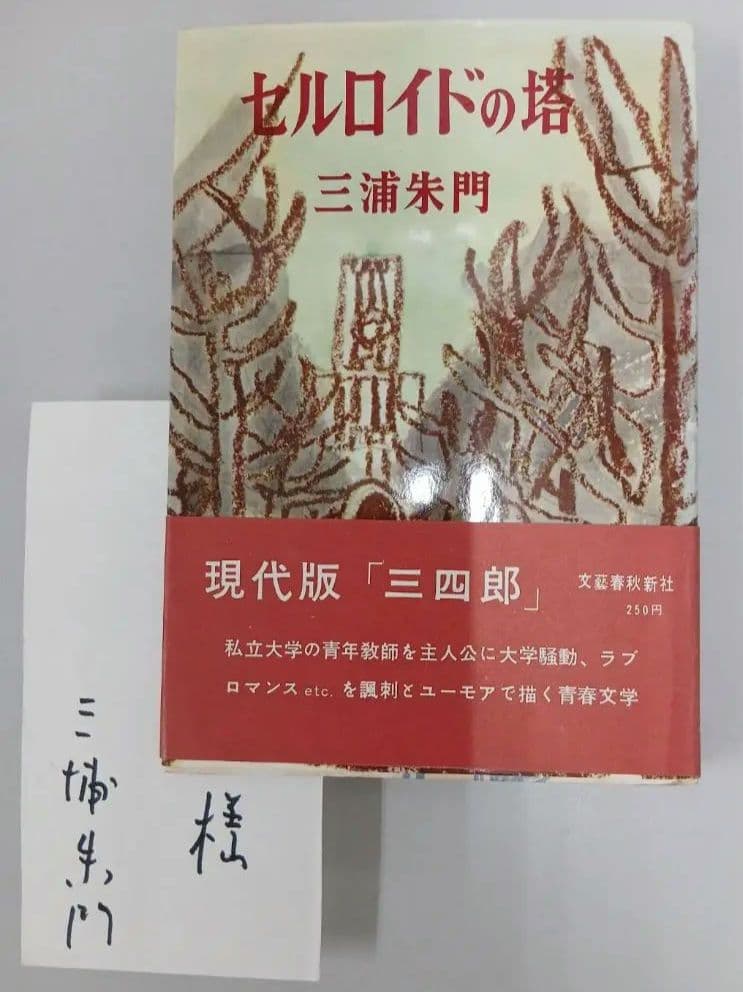 セルロイドの塔
三浦朱門
現代版「三四郎」
文藝春秋新社
250円
私立大学の青年教師を主人公に大学騒動、ラブ
ロマンス etc. を諷刺とユーモアで描く青春文学
様
三浦朱門